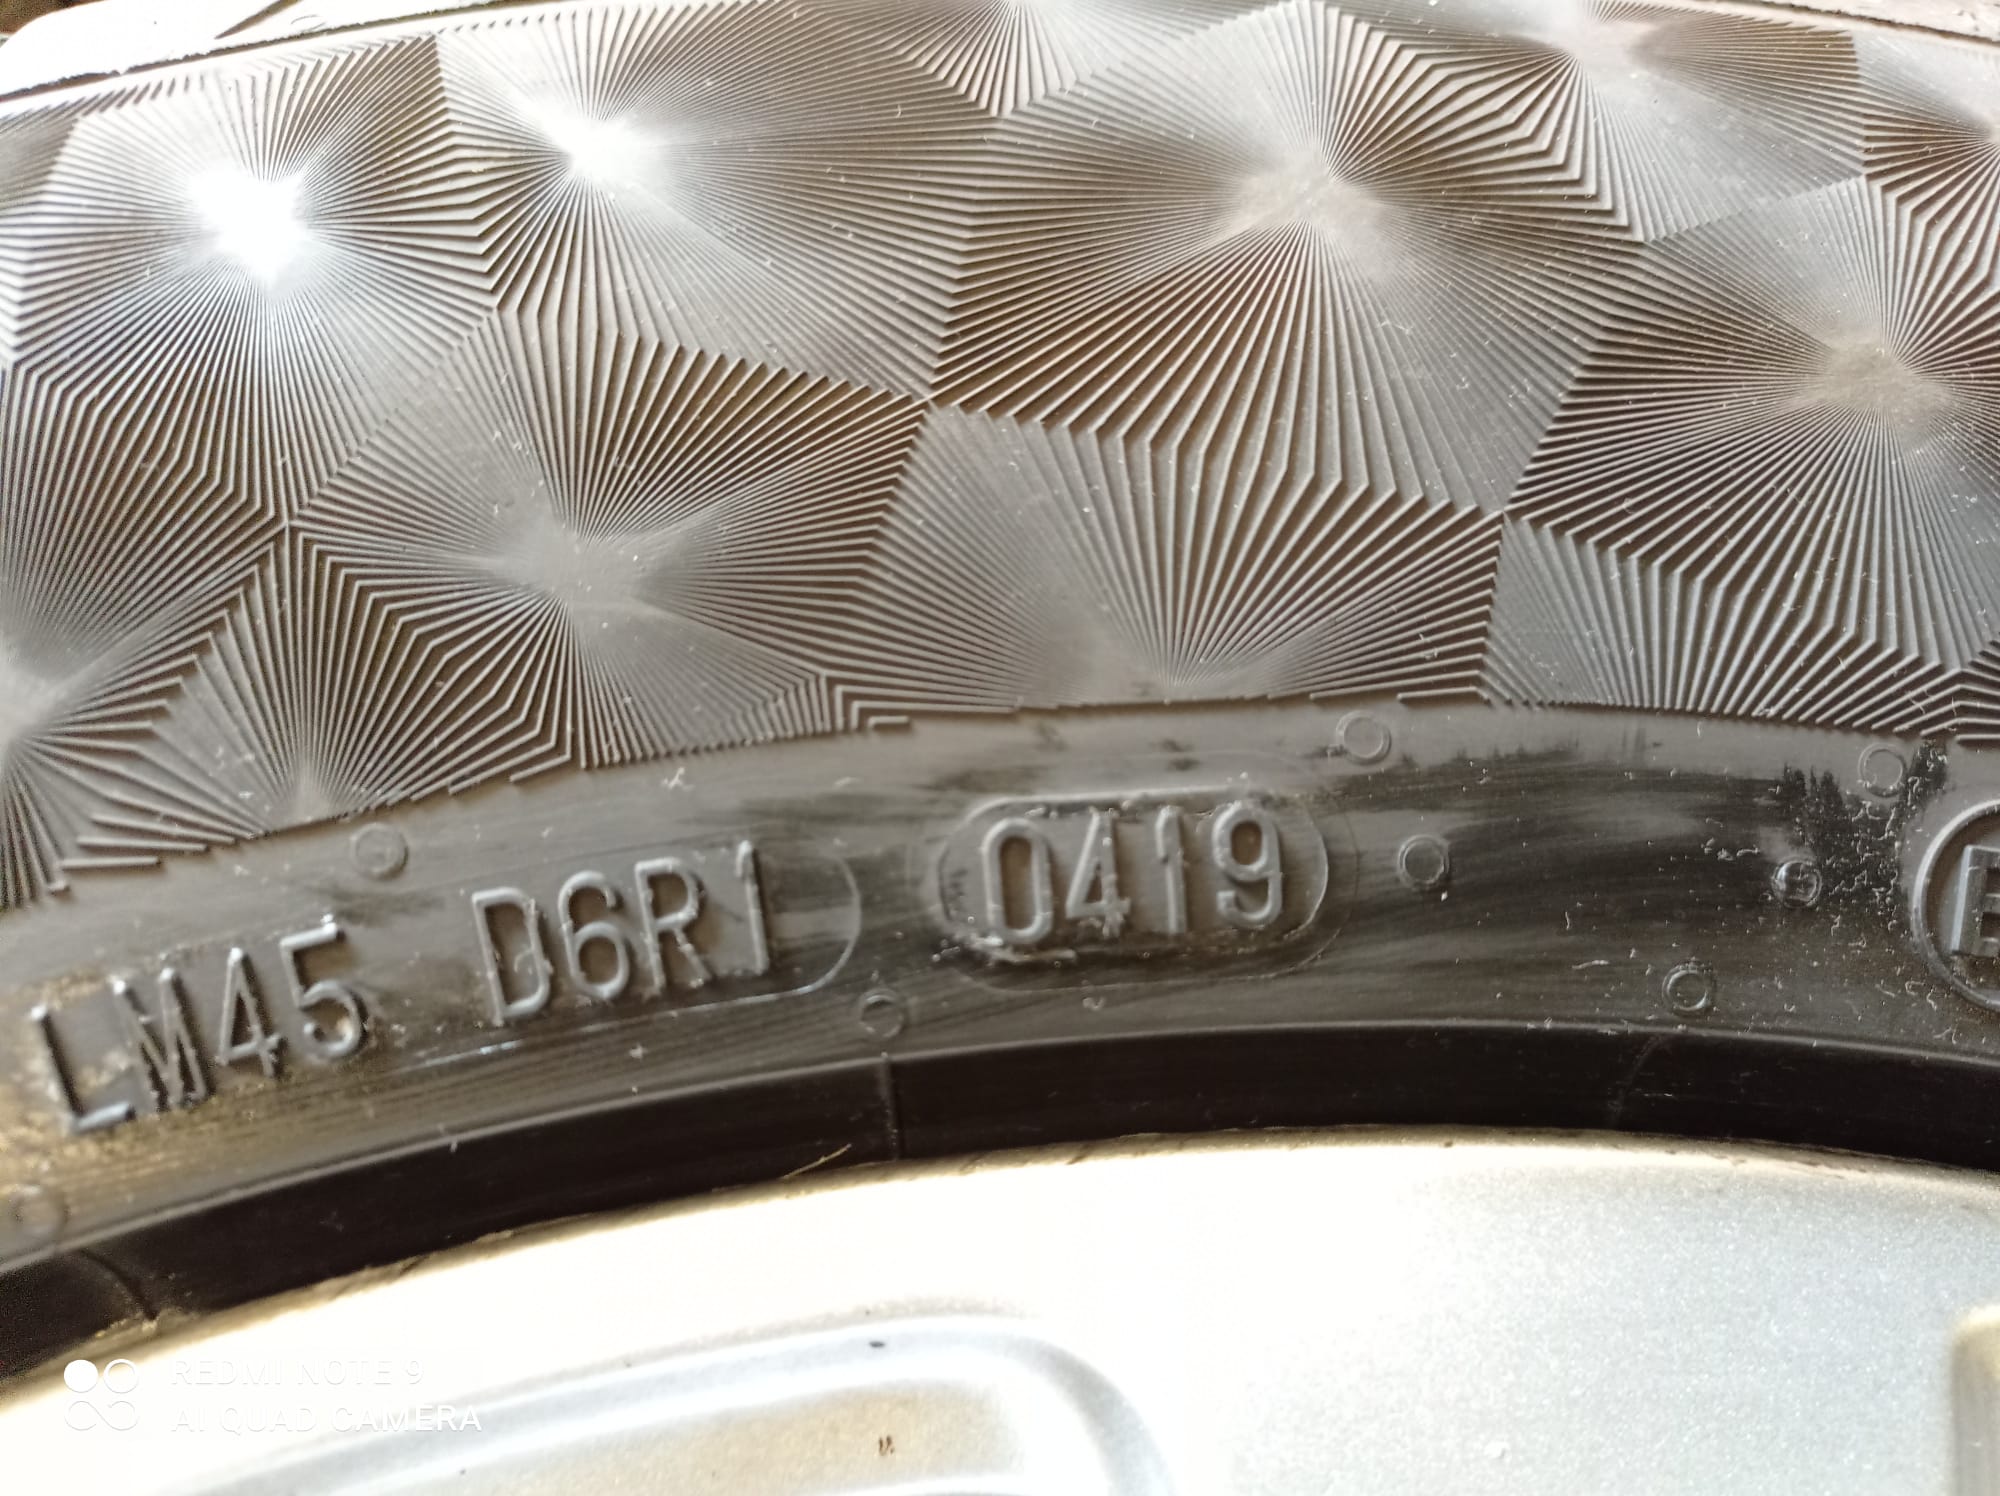 LM45 D6R1 0419
E
REDMI NOTE 9
AI QUAD CAMERA